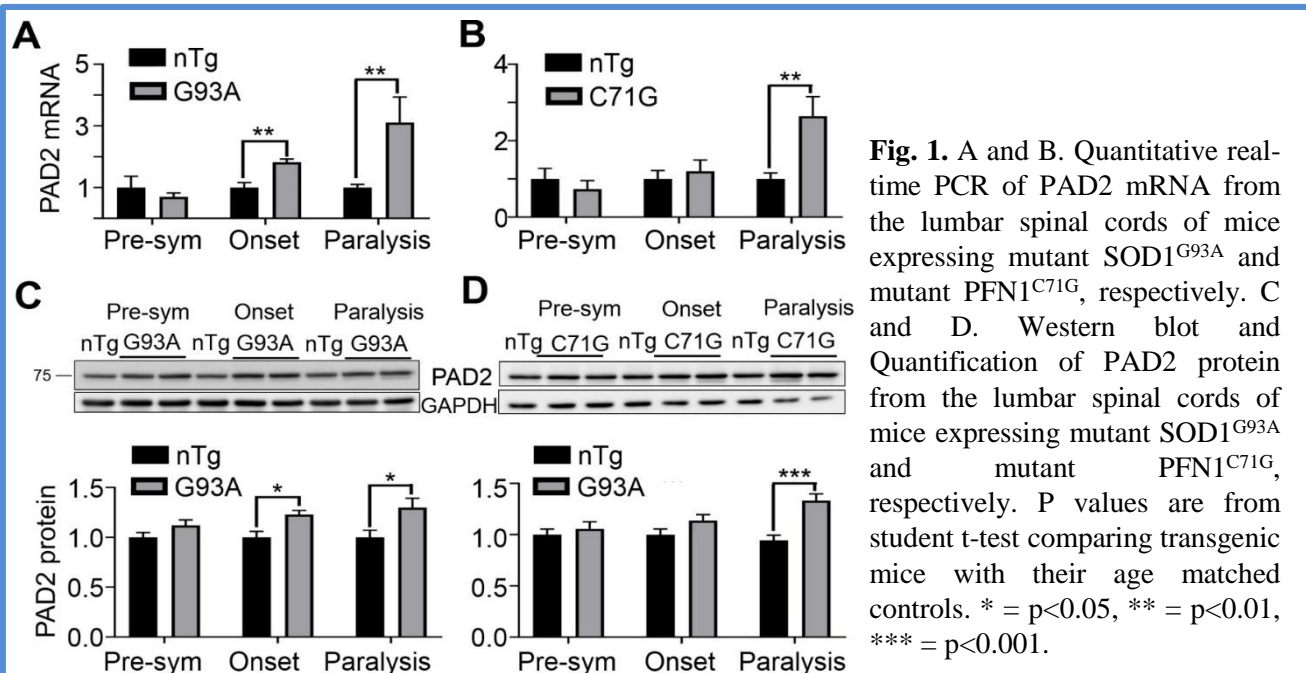 A
B
5
3
1
PAD2 mRNA
nTg
G93A
**
**
Pre-sym Onset Paralysis
4
2
0
nTg
C71G
**
Pre-sym Onset Paralysis
C
D
Pre-sym Onset Paralysis
nTg G93A nTg G93A nTg G93A
75
Pre-sym Onset Paralysis
nTg C71G nTg C71G nTg C71G
PAD2
GAPDH
1.5
1.0
0.5
0.0
PAD2 protein
nTg
G93A
*
*
Pre-sym Onset Paralysis
1.5
1.0
0.5
0.0
nTg
G93A
***
Pre-sym Onset Paralysis
Fig. 1. A and B. Quantitative real-
time PCR of PAD2 mRNA from
the lumbar spinal cords of mice
expressing mutant SOD1G93A and
mutant PFN1C71G, respectively. C
and D. Western blot and
Quantification of PAD2 protein
from the lumbar spinal cords of
mice expressing mutant SOD1G93A
and mutant PFN1C71G,
respectively. P values are from
student t-test comparing transgenic
mice with their age matched
controls. * = p<0.05, ** = p<0.01,
*** = p<0.001.